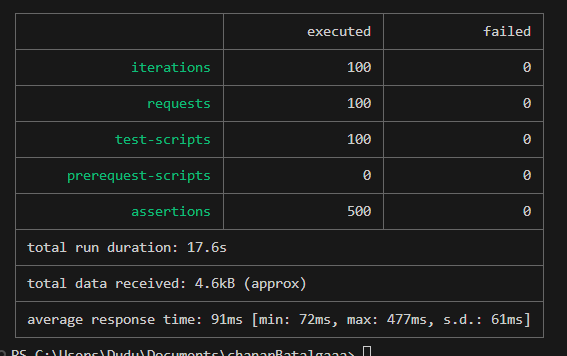 executed failed
iterations 100 0
requests 100 0
test-scripts 100 0
prerequest-scripts 0 0
assertions 500 0
total run duration: 17.6s
total data received: 4.6kB (approx)
average response time: 91ms [min: 72ms, max: 477ms, s.d.: 61ms]
PS C:\Users\Dudu\Documents\chapanBatalgaaa>